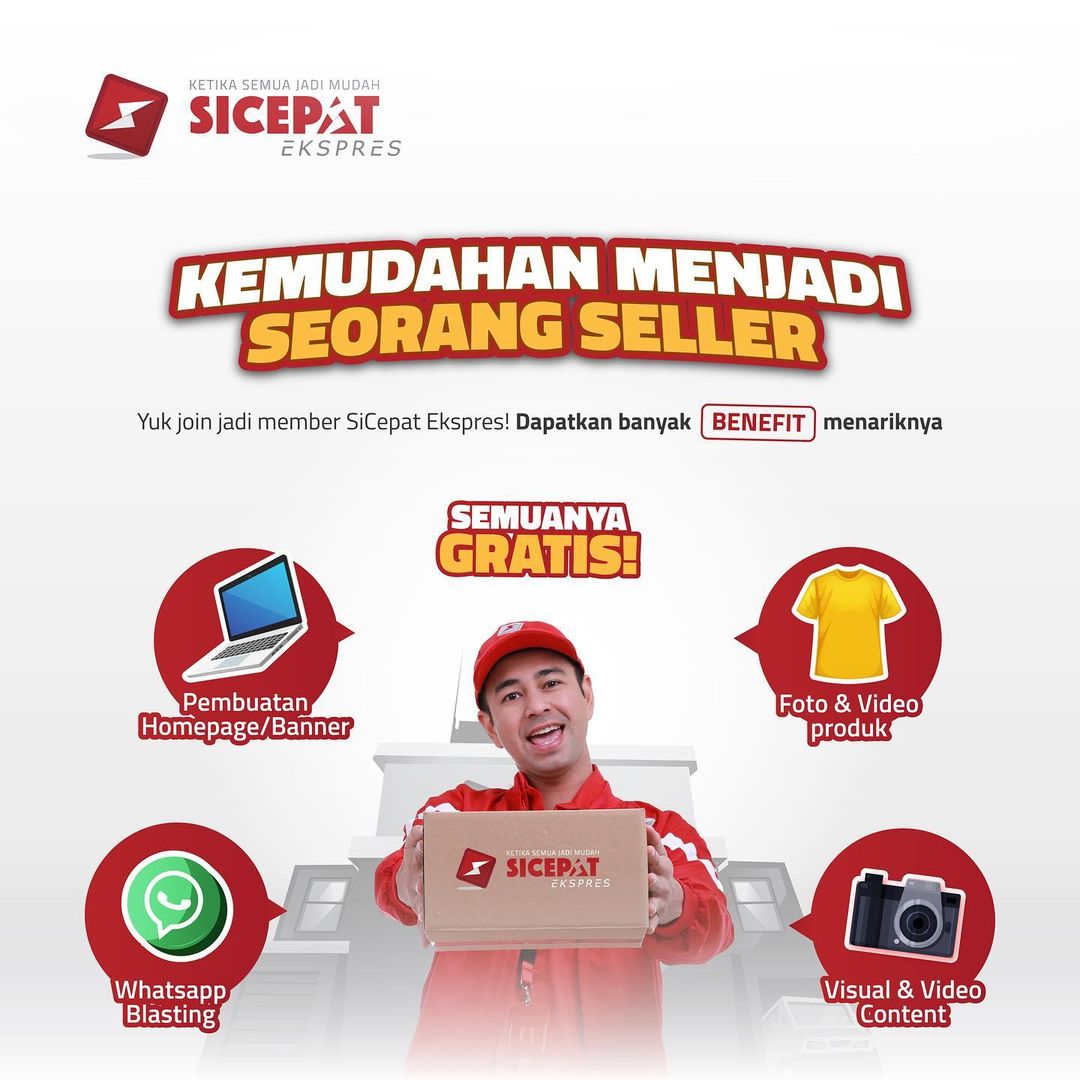 KETIKA SEMUA JADI MUDAH
SICEPAT
EKSPRES
KEMUDAHAN MENJADI
SEORANG SELLER
Yuk join jadi member SiCepat Ekspres! Dapatkan banyak BENEFIT menariknya
SEMUANYA
GRATIS!
Pembuatan
Homepage/Banner
Foto & Video
produk
KETIKA SEMUA JADI MUDAH
SICEPAT
EKSPRES
Whatsapp
Blasting
Visual & Video
Content